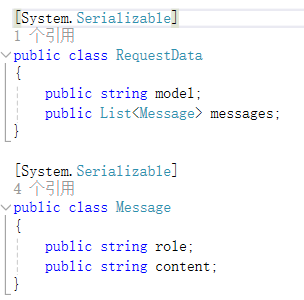 [System.Serializable]
1 个引用
public class RequestData
{
public string model;
public List<Message> messages;
}
[System.Serializable]
4 个引用
public class Message
{
public string role;
public string content;
}